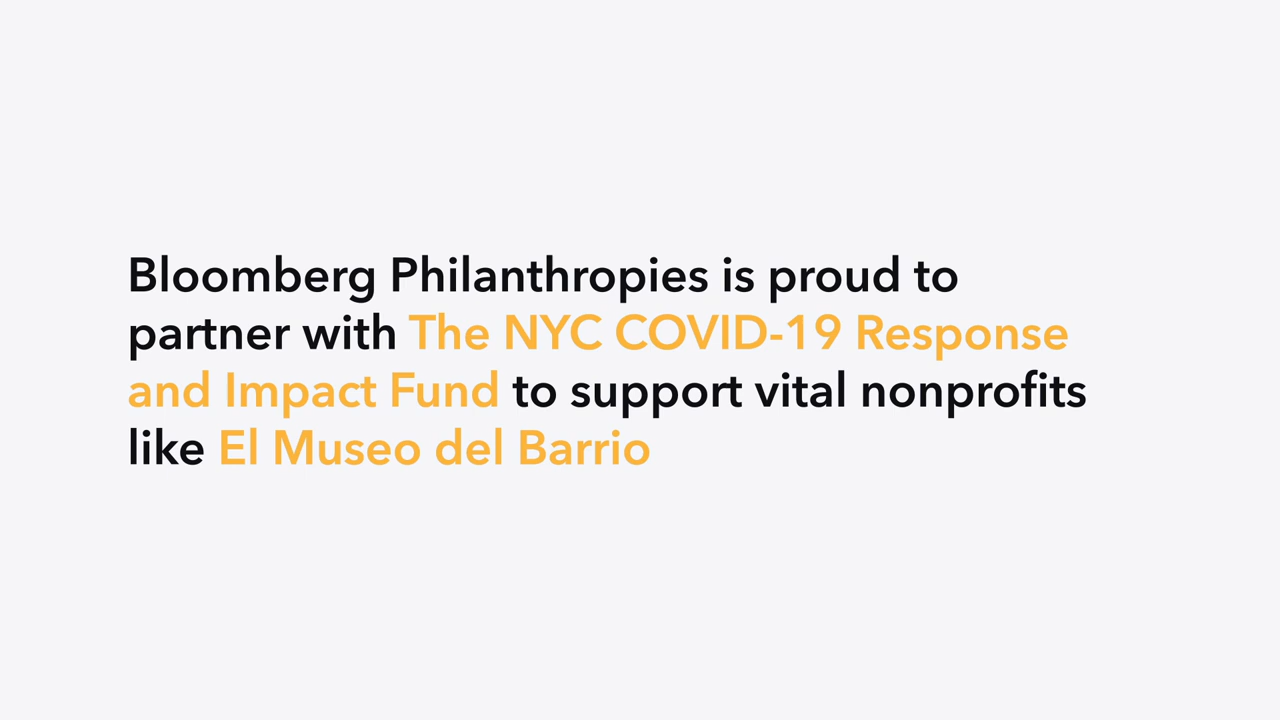 Bloomberg Philanthropies is proud to
partner with The NYC COVID-19 Response
and Impact Fund to support vital nonprofits
like El Museo del Barrio